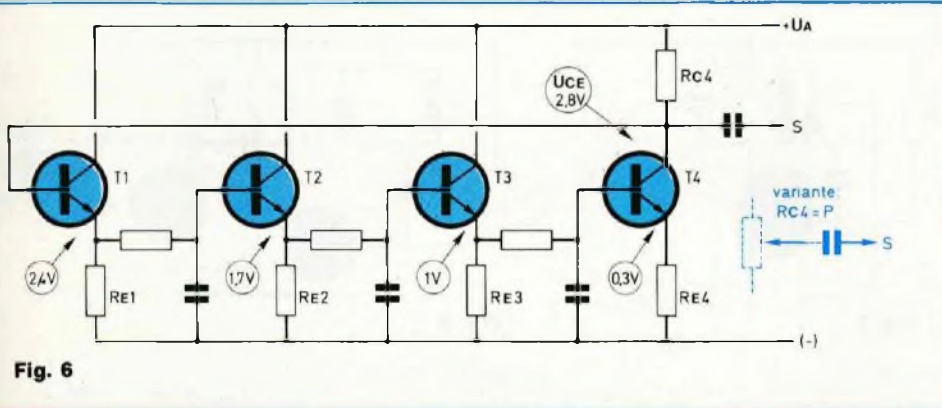 +UA
RC4
UCE
2,8V
S
T1
T2
T3
T4
variante:
RC4 = P
S
2,4V
1,7V
1V
0,3V
RE1
RE2
RE3
RE4
(-)
Fig. 6